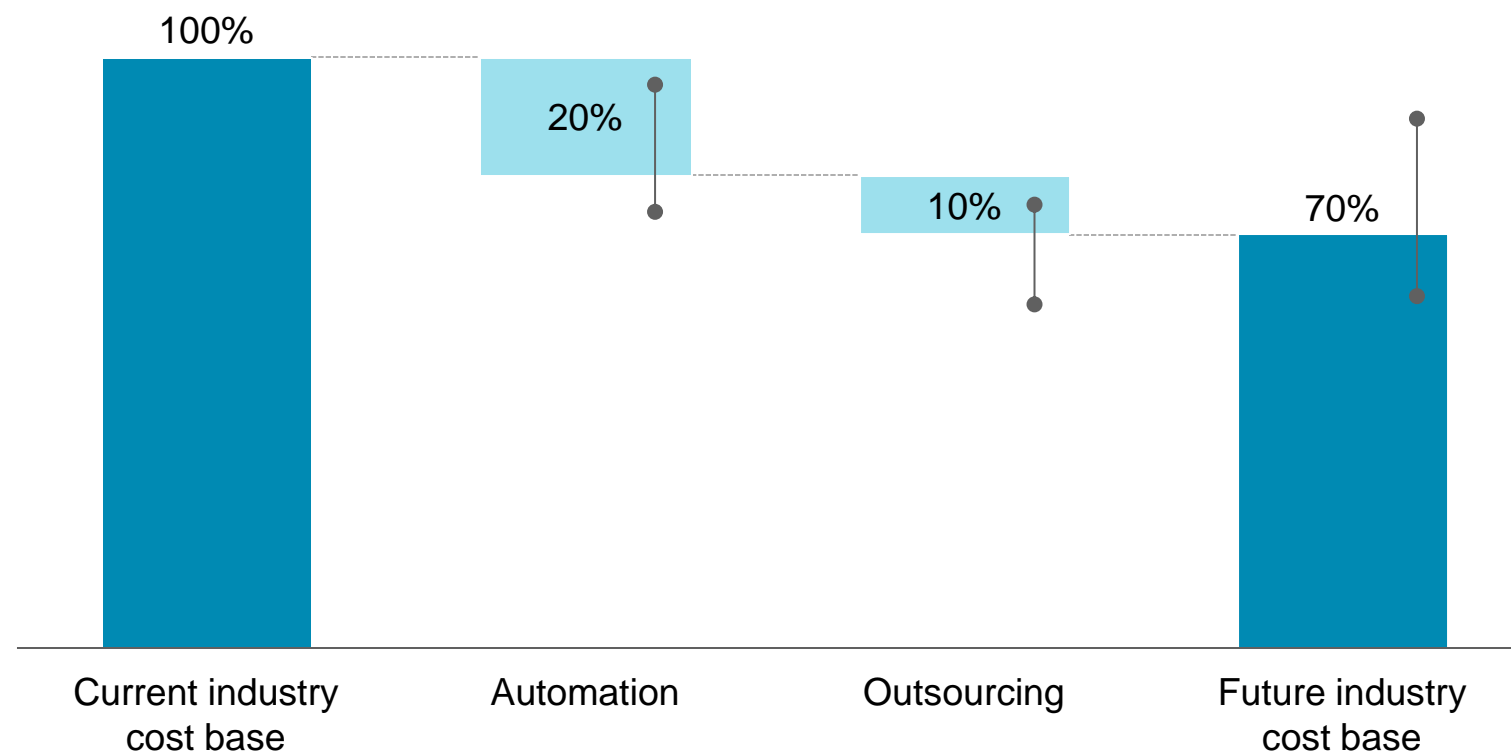 100%
20%
10%
70%
Current industry
cost base
Automation
Outsourcing
Future industry
cost base